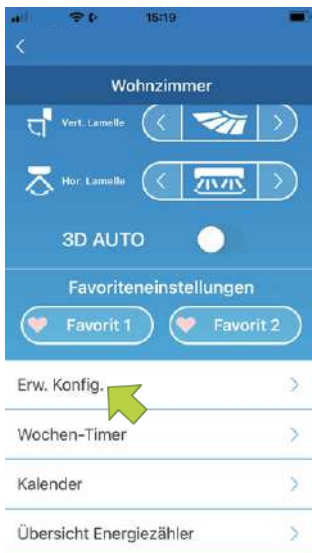 15:19
Wohnzimmer
Vert. Lamelle
Hor. Lamelle
3D AUTO
Favoriteneinstellungen
Favorit 1 Favorit 2
Erw. Konfig.
Wochen-Timer
Kalender
Übersicht Energiezähler